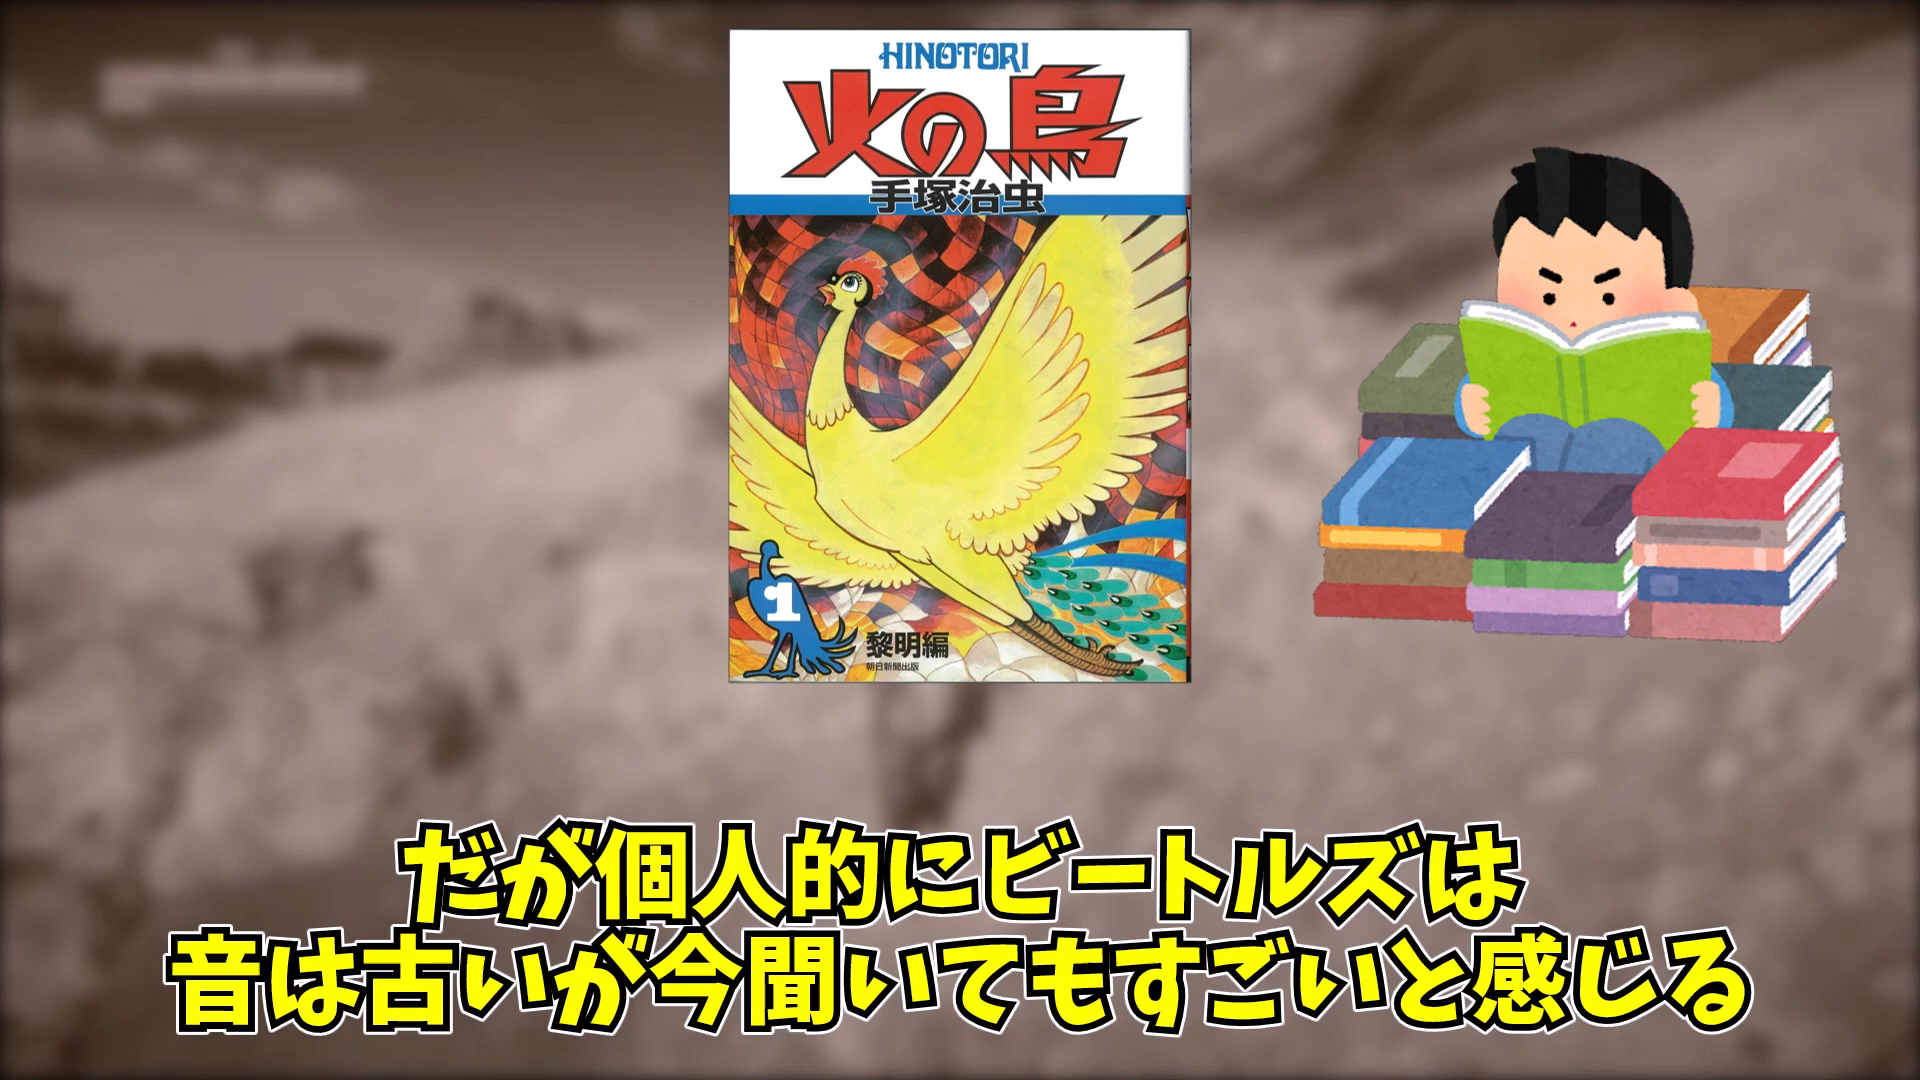 HINOTORI
火の鳥
手塚治虫
1
黎明編
朝日新聞出版
だが個人的にビートルズは
音は古いが今聞いてもすごいと感じる